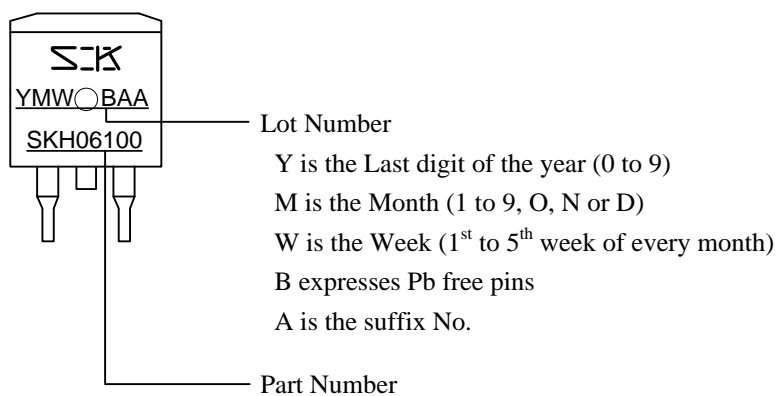 SK
YMW○BAA
SKH06100
Lot Number
Y is the Last digit of the year (0 to 9)
M is the Month (1 to 9, O, N or D)
W is the Week (1st to 5th week of every month)
B expresses Pb free pins
A is the suffix No.
Part Number